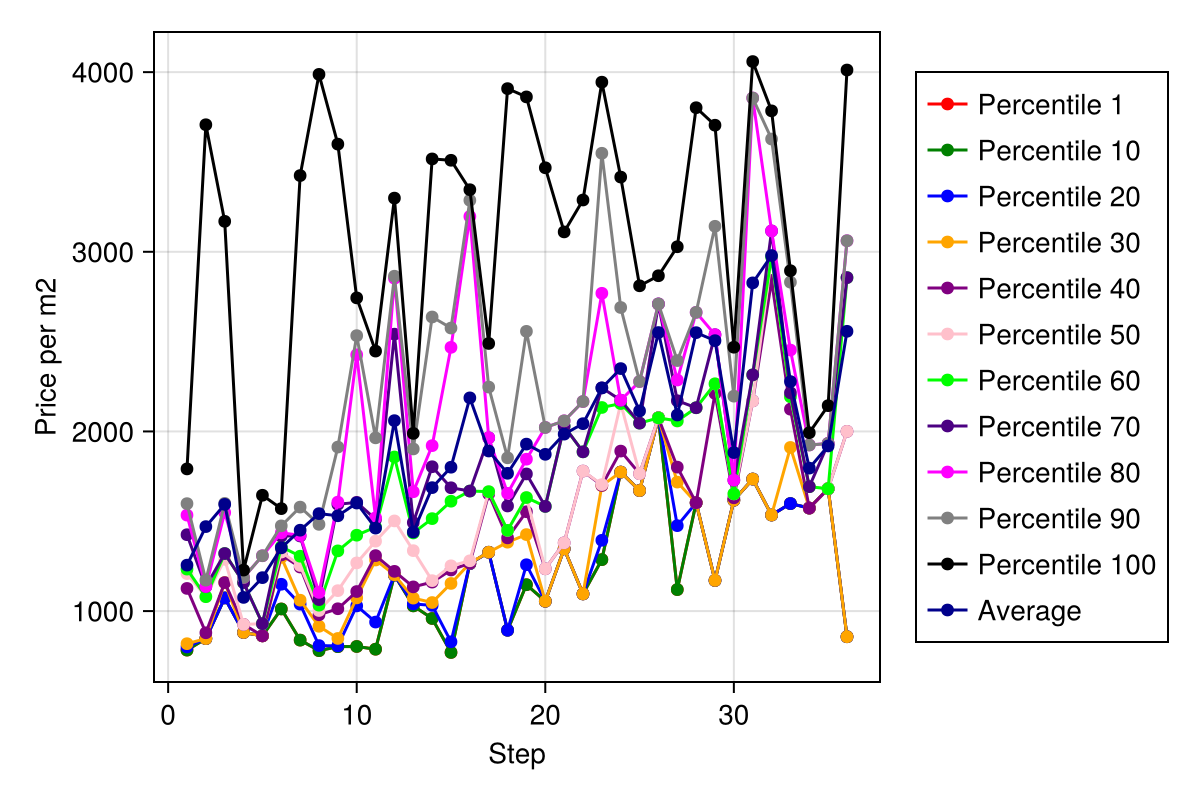 4000
3000
2000
1000
Price per m2
0
10
20
30
Step
Percentile 1
Percentile 10
Percentile 20
Percentile 30
Percentile 40
Percentile 50
Percentile 60
Percentile 70
Percentile 80
Percentile 90
Percentile 100
Average